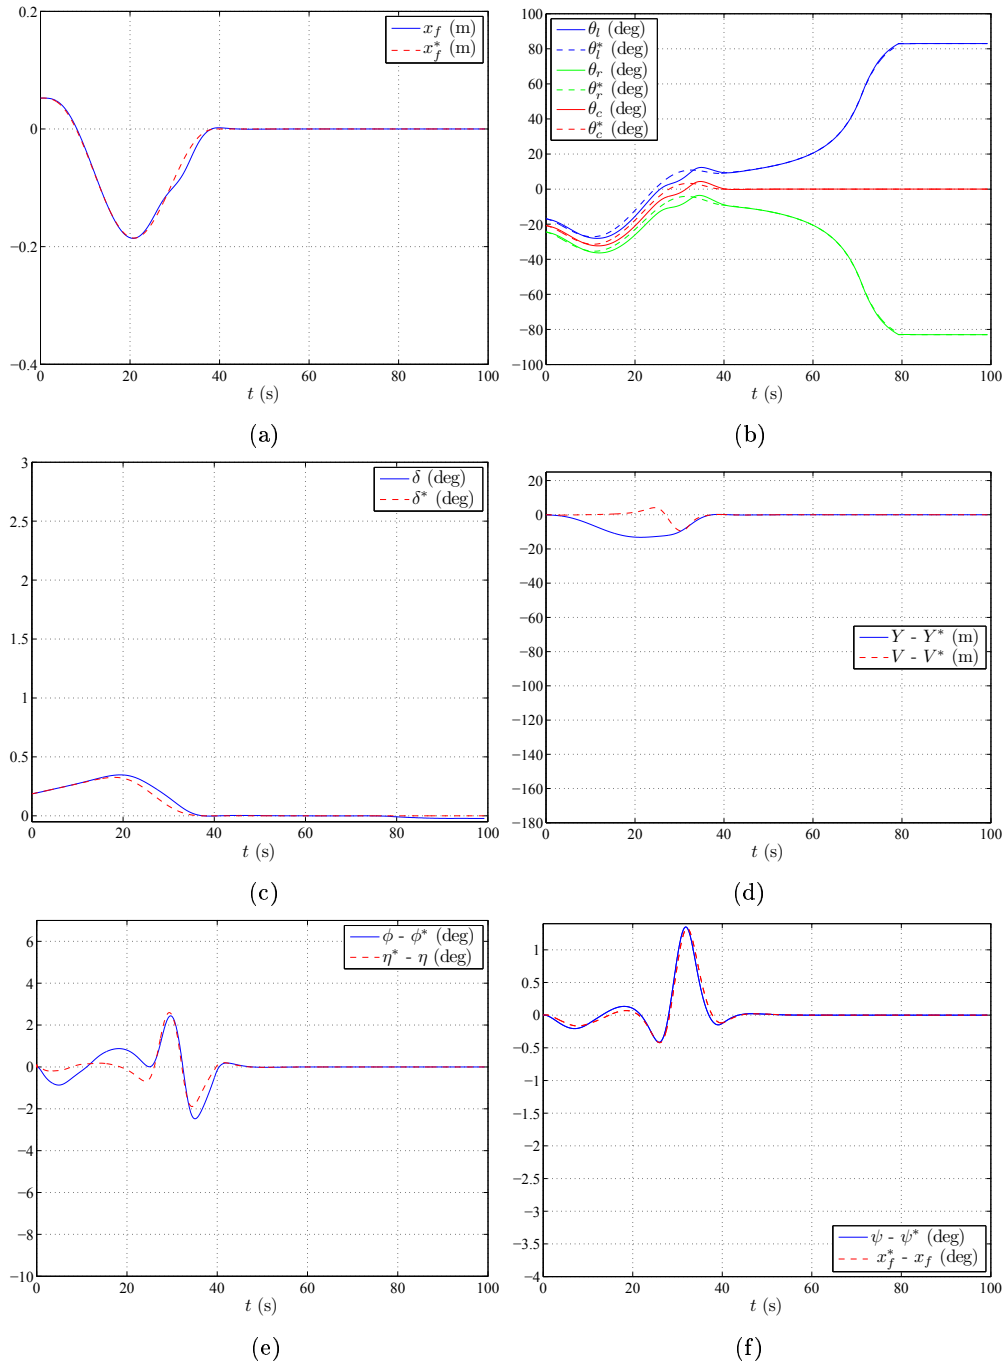 0.2
0
−0.2
−0.4
0 20 40 60 80 100
x_f (m)
x_f^* (m)
t (s)
(a)
100
80
60
40
20
0
−20
−40
−60
−80
−100
0 20 40 60 80 100
θ_l (deg)
θ_l^* (deg)
θ_r (deg)
θ_r^* (deg)
θ_c (deg)
θ_c^* (deg)
t (s)
(b)
3
2.5
2
1.5
1
0.5
0
0 20 40 60 80 100
δ (deg)
δ^* (deg)
t (s)
(c)
20
0
−20
−40
−60
−80
−100
−120
−140
−160
−180
0 20 40 60 80 100
Y - Y^* (m)
V - V^* (m)
t (s)
(d)
6
4
2
0
−2
−4
−6
−8
−10
0 20 40 60 80 100
ϕ - ϕ^* (deg)
η^* - η (deg)
t (s)
(e)
1
0.5
0
−0.5
−1
−1.5
−2
−2.5
−3
−3.5
−4
0 20 40 60 80 100
ψ - ψ^* (deg)
x_f^* - x_f (deg)
t (s)
(f)